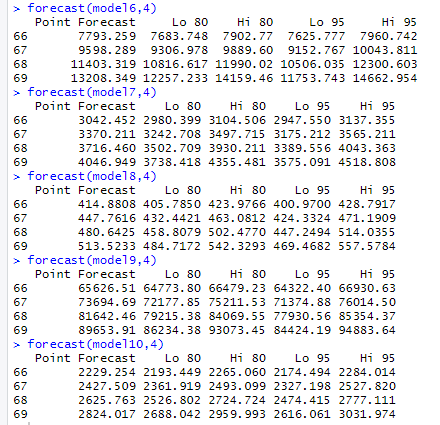 > forecast(model6,4)
Point Forecast Lo 80 Hi 80 Lo 95 Hi 95
66 7793.259 7683.748 7902.77 7625.777 7960.742
67 9598.289 9306.978 9889.60 9152.767 10043.811
68 11403.319 10816.617 11990.02 10506.035 12300.603
69 13208.349 12257.233 14159.46 11753.743 14662.954
> forecast(model7,4)
Point Forecast Lo 80 Hi 80 Lo 95 Hi 95
66 3042.452 2980.399 3104.506 2947.550 3137.355
67 3370.211 3242.708 3497.715 3175.212 3565.211
68 3716.460 3502.709 3930.211 3389.556 4043.363
69 4046.949 3738.418 4355.481 3575.091 4518.808
> forecast(model8,4)
Point Forecast Lo 80 Hi 80 Lo 95 Hi 95
66 414.8808 405.7850 423.9766 400.9700 428.7917
67 447.7616 432.4421 463.0812 424.3324 471.1909
68 480.6425 458.8079 502.4770 447.2494 514.0355
69 513.5233 484.7172 542.3293 469.4682 557.5784
> forecast(model9,4)
Point Forecast Lo 80 Hi 80 Lo 95 Hi 95
66 65626.51 64773.80 66479.23 64322.40 66930.63
67 73694.69 72177.85 75211.53 71374.88 76014.50
68 81642.46 79215.38 84069.55 77930.56 85354.37
69 89653.91 86234.38 93073.45 84424.19 94883.64
> forecast(model10,4)
Point Forecast Lo 80 Hi 80 Lo 95 Hi 95
66 2229.254 2193.449 2265.060 2174.494 2284.014
67 2427.509 2361.919 2493.099 2327.198 2527.820
68 2625.763 2526.802 2724.724 2474.415 2777.111
69 2824.017 2688.042 2959.993 2616.061 3031.974